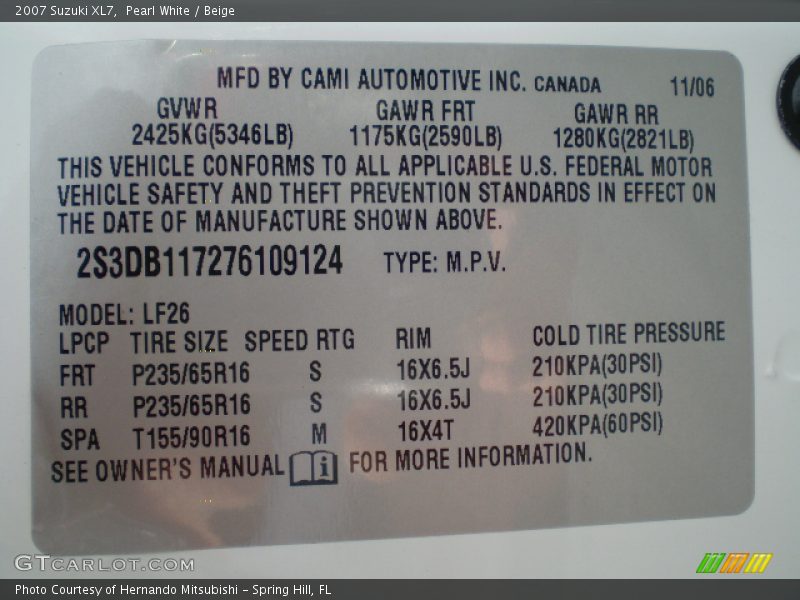 2007 Suzuki XL7,  Pearl White / Beige
MFD BY CAMI AUTOMOTIVE INC. CANADA 11/06
GVWR GAWR FRT GAWR RR
2425KG(5346LB) 1175KG(2590LB) 1280KG(2821LB)
THIS VEHICLE CONFORMS TO ALL APPLICABLE U.S. FEDERAL MOTOR
VEHICLE SAFETY AND THEFT PREVENTION STANDARDS IN EFFECT ON
THE DATE OF MANUFACTURE SHOWN ABOVE.
2S3DB117276109124 TYPE: M.P.V.
MODEL: LF26
LPCP TIRE SIZE SPEED RTG RIM COLD TIRE PRESSURE
FRT P235/65R16 S 16X6.5J 210KPA(30PSI)
RR P235/65R16 S 16X6.5J 210KPA(30PSI)
SPA T155/90R16 M 16X4T 420KPA(60PSI)
SEE OWNER'S MANUAL i FOR MORE INFORMATION.
GTCARLOT.COM
Photo Courtesy of Hernando Mitsubishi - Spring Hill, FL